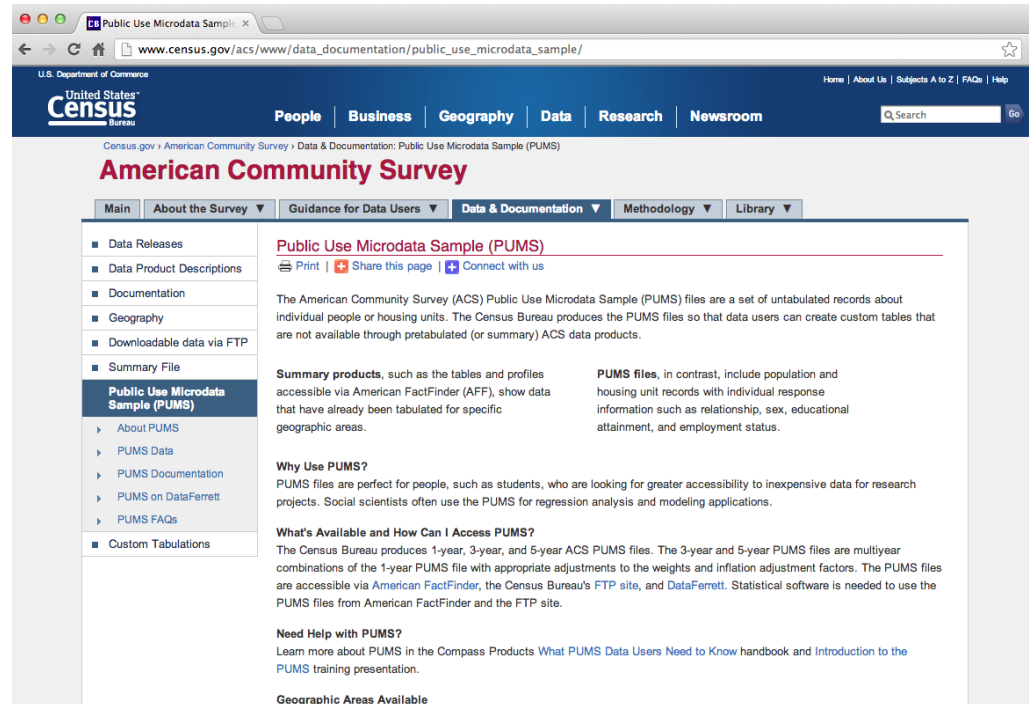 Public Use Microdata Sample ×
www.census.gov/acs/www/data_documentation/public_use_microdata_sample/
U.S. Department of Commerce
Home | About Us | Subjects A to Z | FAQs | Help
United States™
Census
Bureau
People | Business | Geography | Data | Research | Newsroom
Search Go
Census.gov › American Community Survey › Data & Documentation: Public Use Microdata Sample (PUMS)
American Community Survey
Main About the Survey ▼ Guidance for Data Users ▼ Data & Documentation ▼ Methodology ▼ Library ▼
Data Releases
Data Product Descriptions
Documentation
Geography
Downloadable data via FTP
Summary File
Public Use Microdata
Sample (PUMS)
About PUMS
PUMS Data
PUMS Documentation
PUMS on DataFerrett
PUMS FAQs
Custom Tabulations
Public Use Microdata Sample (PUMS)
Print | Share this page | Connect with us
The American Community Survey (ACS) Public Use Microdata Sample (PUMS) files are a set of untabulated records about
individual people or housing units. The Census Bureau produces the PUMS files so that data users can create custom tables that
are not available through pretabulated (or summary) ACS data products.
Summary products, such as the tables and profiles
accessible via American FactFinder (AFF), show data
that have already been tabulated for specific
geographic areas.
PUMS files, in contrast, include population and
housing unit records with individual response
information such as relationship, sex, educational
attainment, and employment status.
Why Use PUMS?
PUMS files are perfect for people, such as students, who are looking for greater accessibility to inexpensive data for research
projects. Social scientists often use the PUMS for regression analysis and modeling applications.
What's Available and How Can I Access PUMS?
The Census Bureau produces 1-year, 3-year, and 5-year ACS PUMS files. The 3-year and 5-year PUMS files are multiyear
combinations of the 1-year PUMS file with appropriate adjustments to the weights and inflation adjustment factors. The PUMS files
are accessible via American FactFinder, the Census Bureau's FTP site, and DataFerrett. Statistical software is needed to use the
PUMS files from American FactFinder and the FTP site.
Need Help with PUMS?
Learn more about PUMS in the Compass Products What PUMS Data Users Need to Know handbook and Introduction to the
PUMS training presentation.
Geographic Areas Available